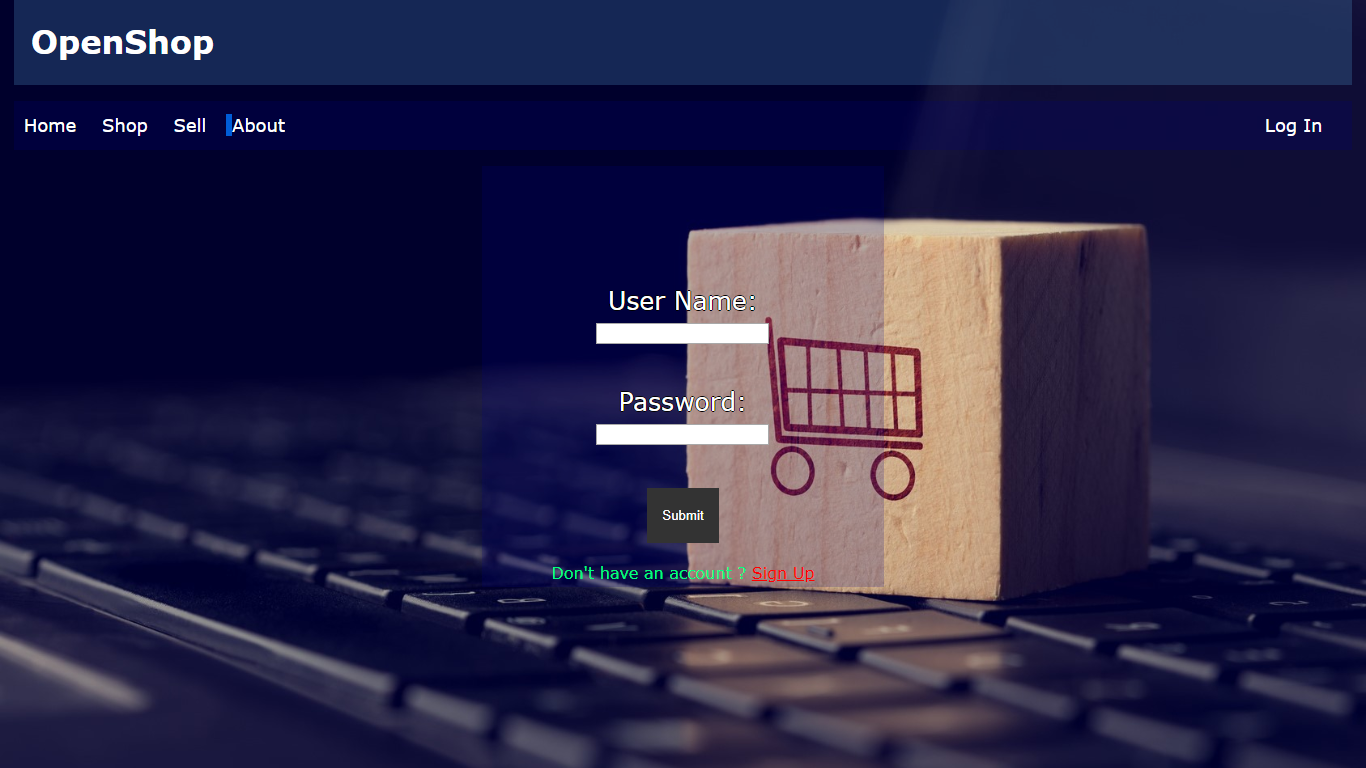 OpenShop
Home Shop Sell About Log In
User Name:
Password:
Submit
Don't have an account ? Sign Up